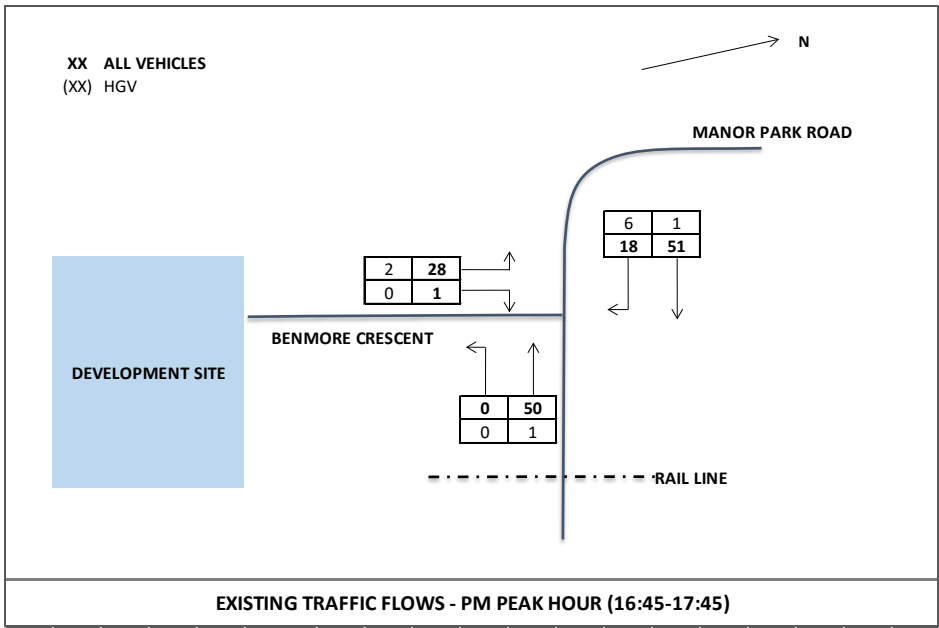 N
XX ALL VEHICLES
(XX) HGV
MANOR PARK ROAD
6 1
18 51
2 28
0 1
BENMORE CRESCENT
DEVELOPMENT SITE
0 50
0 1
RAIL LINE
EXISTING TRAFFIC FLOWS - PM PEAK HOUR (16:45-17:45)